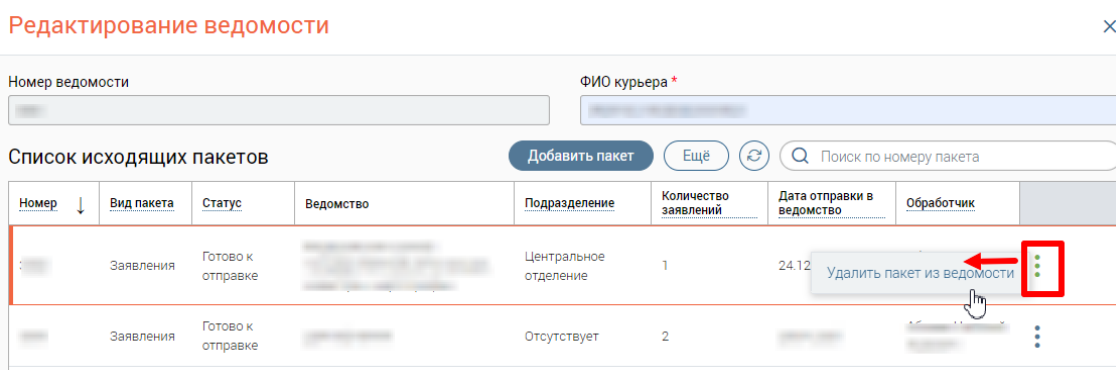 Редактирование ведомости
Номер ведомости
ФИО курьера *
Список исходящих пакетов
Добавить пакет
Ещё
Поиск по номеру пакета
Номер ↓
Вид пакета
Статус
Ведомство
Подразделение
Количество
заявлений
Дата отправки в
ведомство
Обработчик
Заявления
Готово к
отправке
Центральное
отделение
1
24.12
Удалить пакет из ведомости
Заявления
Готово к
отправке
Отсутствует
2